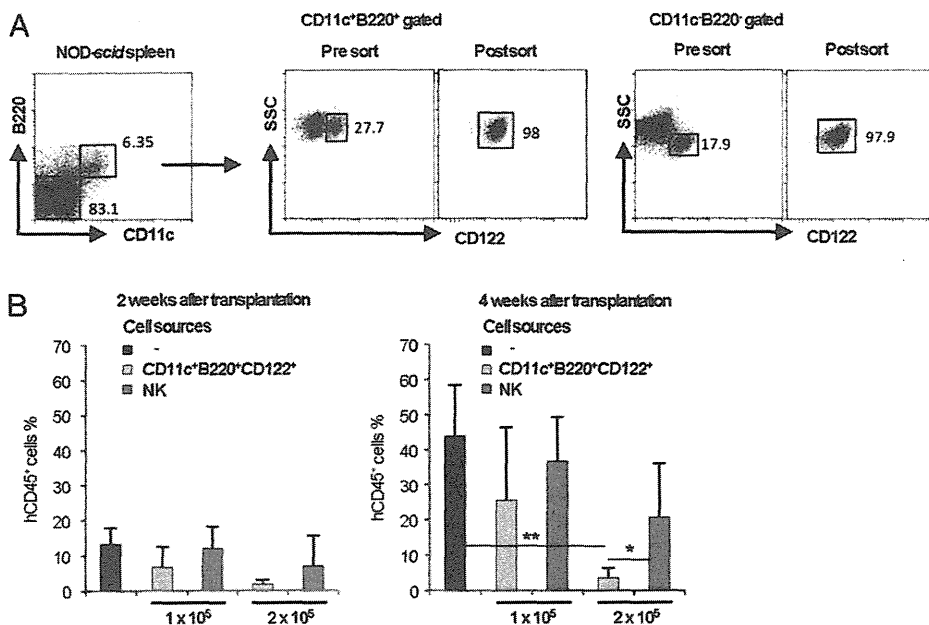 A
NOD-scid spleen
B220
6.35
83.1
CD11c
CD11c⁺B220⁺ gated
Pre sort
Postsort
SSC
27.7
98
CD122
CD11c⁻B220⁻ gated
Pre sort
Postsort
SSC
17.9
97.9
CD122
B
2 weeks after transplantation
Cell sources
-
CD11c⁺B220⁺CD122⁺
NK
hCD45⁺ cells %
70
60
50
40
30
20
10
0
1 x 10⁵
2 x 10⁵
4 weeks after transplantation
Cell sources
-
CD11c⁺B220⁺CD122⁺
NK
hCD45⁺ cells %
70
60
50
40
30
20
10
0
**
*
1 x 10⁵
2 x 10⁵